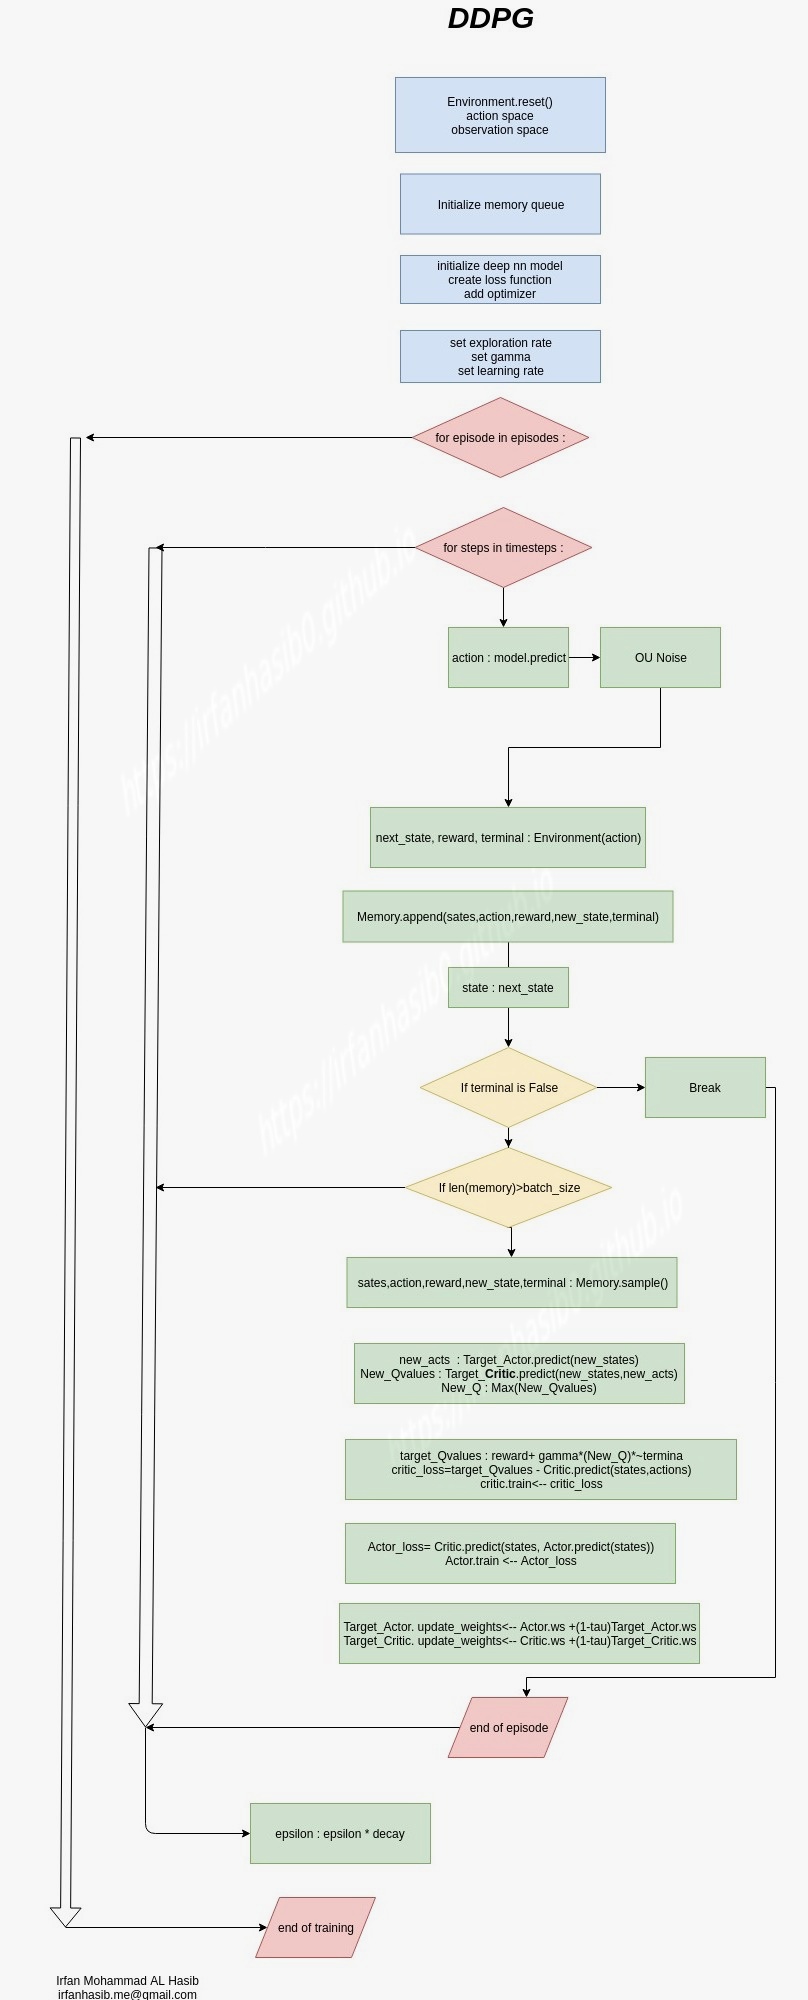 DDPG
Environment.reset()
action space
observation space
Initialize memory queue
initialize deep nn model
create loss function
add optimizer
set exploration rate
set gamma
set learning rate
for episode in episodes :
for steps in timesteps :
action : model.predict
OU Noise
https://irfanhasib0.github.io
next_state, reward, terminal : Environment(action)
Memory.append(sates,action,reward,new_state,terminal)
state : next_state
https://irfanhasib0.github.io
If terminal is False
Break
If len(memory)>batch_size
sates,action,reward,new_state,terminal : Memory.sample()
https://irfanhasib0.github.io
new_acts : Target_Actor.predict(new_states)
New_Qvalues : Target_Critic.predict(new_states,new_acts)
New_Q : Max(New_Qvalues)
target_Qvalues : reward+ gamma*(New_Q)*~termina
critic_loss=target_Qvalues - Critic.predict(states,actions)
critic.train<-- critic_loss
Actor_loss= Critic.predict(states, Actor.predict(states))
Actor.train <-- Actor_loss
Target_Actor. update_weights<-- Actor.ws +(1-tau)Target_Actor.ws
Target_Critic. update_weights<-- Critic.ws +(1-tau)Target_Critic.ws
end of episode
epsilon : epsilon * decay
end of training
Irfan Mohammad AL Hasib
irfanhasib.me@gmail.com